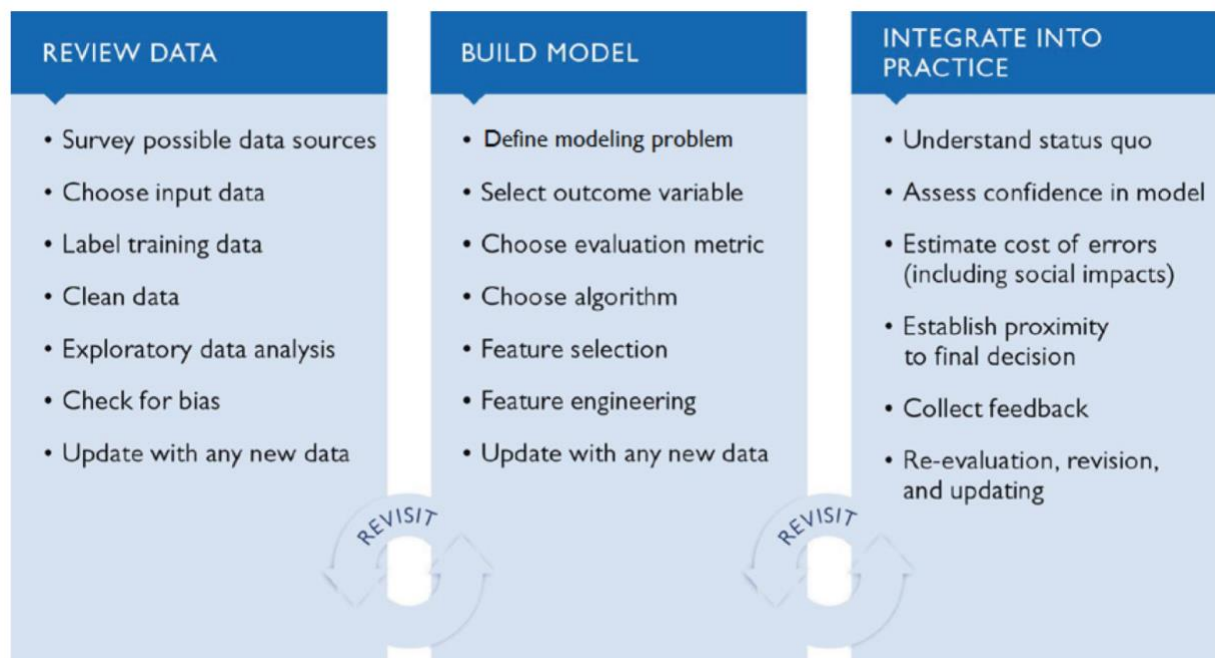 REVIEW DATA
• Survey possible data sources
• Choose input data
• Label training data
• Clean data
• Exploratory data analysis
• Check for bias
• Update with any new data
REVISIT
BUILD MODEL
• Define modeling problem
• Select outcome variable
• Choose evaluation metric
• Choose algorithm
• Feature selection
• Feature engineering
• Update with any new data
REVISIT
INTEGRATE INTO
PRACTICE
• Understand status quo
• Assess confidence in model
• Estimate cost of errors
(including social impacts)
• Establish proximity
to final decision
• Collect feedback
• Re-evaluation, revision,
and updating